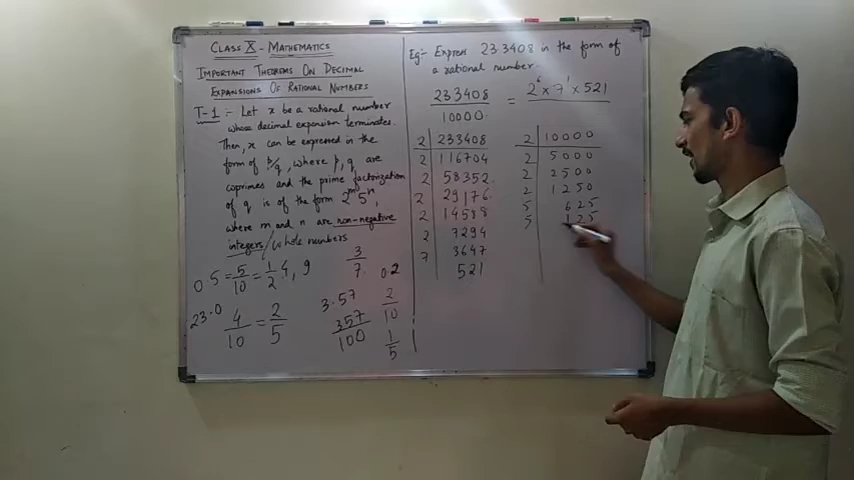 CLASS X - MATHEMATICS
IMPORTANT THEOREMS ON DECIMAL
EXPANSIONS OF RATIONAL NUMBERS
T-1 :- Let x be a rational number
whose decimal expansion terminates.
Then, x can be expressed in the
form of p/q, where p, q are
coprimes and the prime factorization
of q is of the form 2^m 5^n,
where m and n are non-negative
integers / whole numbers
0.5 = 5/10 = 1/2 . 4, 9
3/7
0.2
23.0
4/10 = 2/5
3.57
357/100
2/10
1/5
Eg:- Express 23.3408 in the form of
a rational number.
233408/10000 = 2^6 x 7^1 x 521
2 | 233408
2 | 116704
2 | 58352
2 | 29176
2 | 14588
2 | 7294
7 | 3647
521
2 | 10000
2 | 5000
2 | 2500
2 | 1250
5 | 625
5 | 125